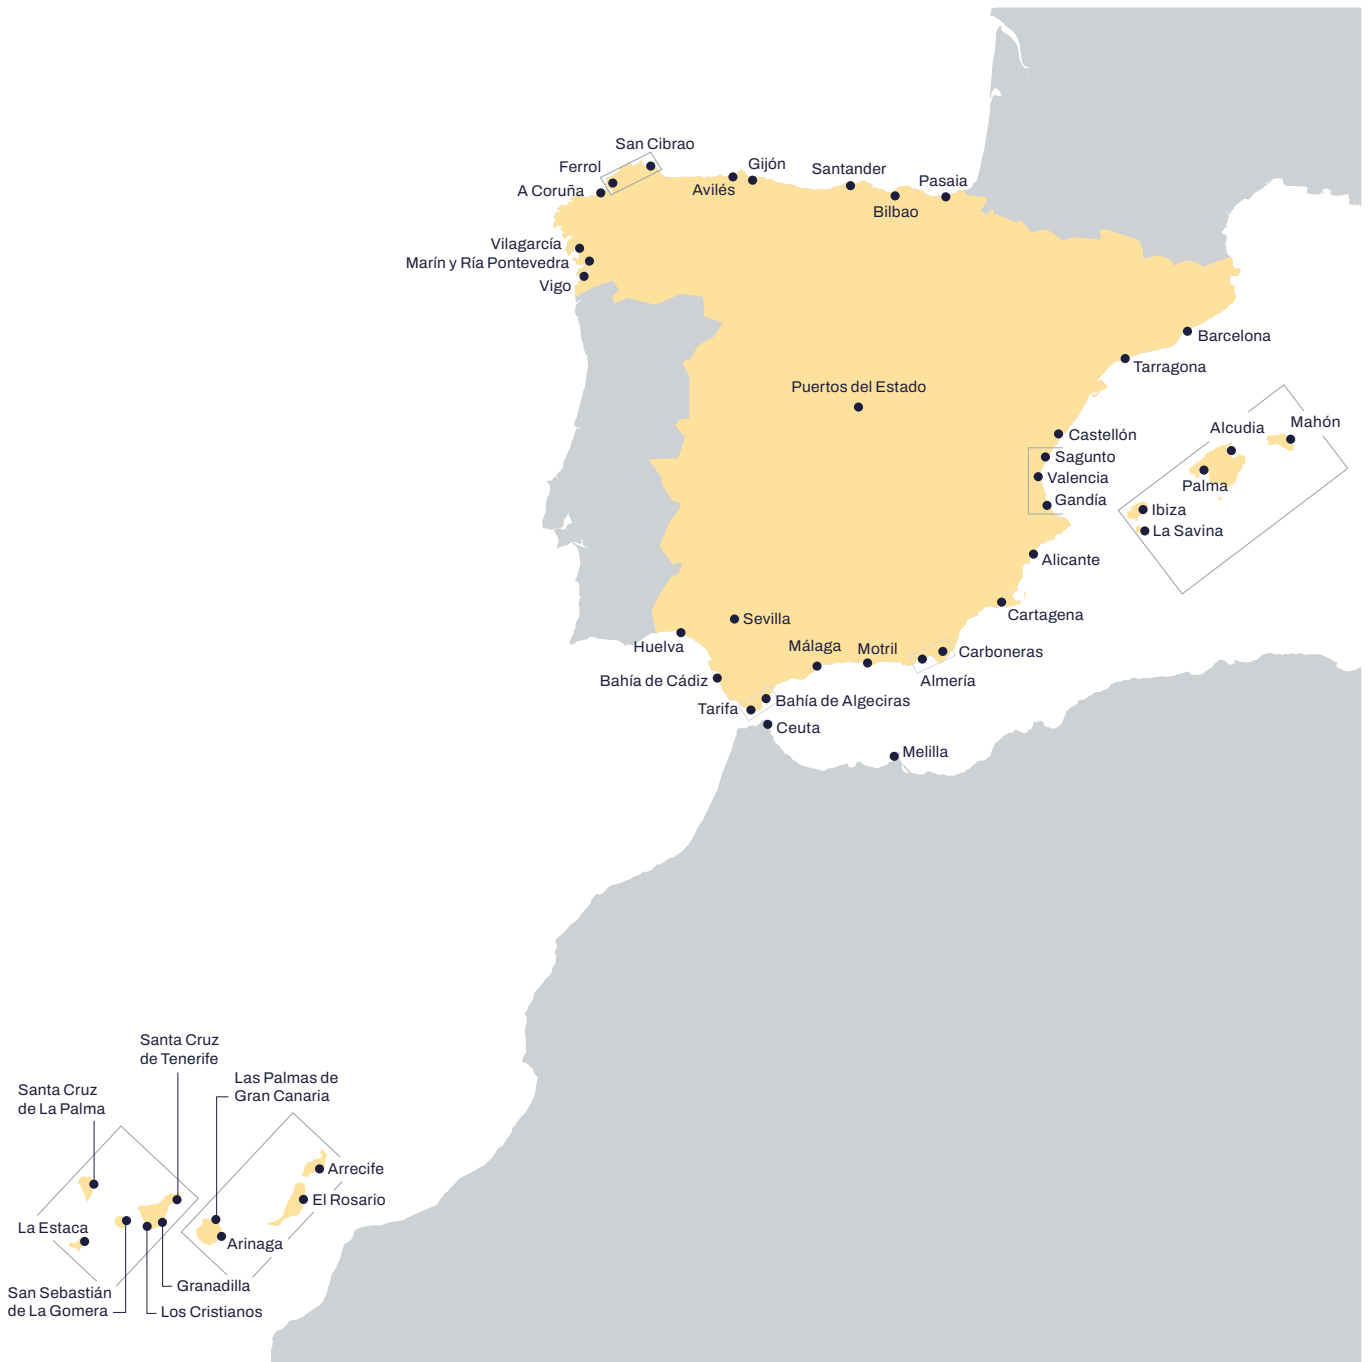 San Cibrao
Ferrol
A Coruña
Avilés
Gijón
Santander
Bilbao
Pasaia
Vilagarcía
Marín y Ría Pontevedra
Vigo
Barcelona
Tarragona
Puertos del Estado
Castellón
Sagunto
Valencia
Gandía
Alcudia
Mahón
Palma
Ibiza
La Savina
Alicante
Cartagena
Sevilla
Huelva
Málaga
Motril
Carboneras
Almería
Bahía de Cádiz
Bahía de Algeciras
Tarifa
Ceuta
Melilla
Santa Cruz
de Tenerife
Las Palmas de
Gran Canaria
Santa Cruz
de La Palma
Arrecife
El Rosario
La Estaca
Arinaga
Granadilla
San Sebastián
de La Gomera
Los Cristianos